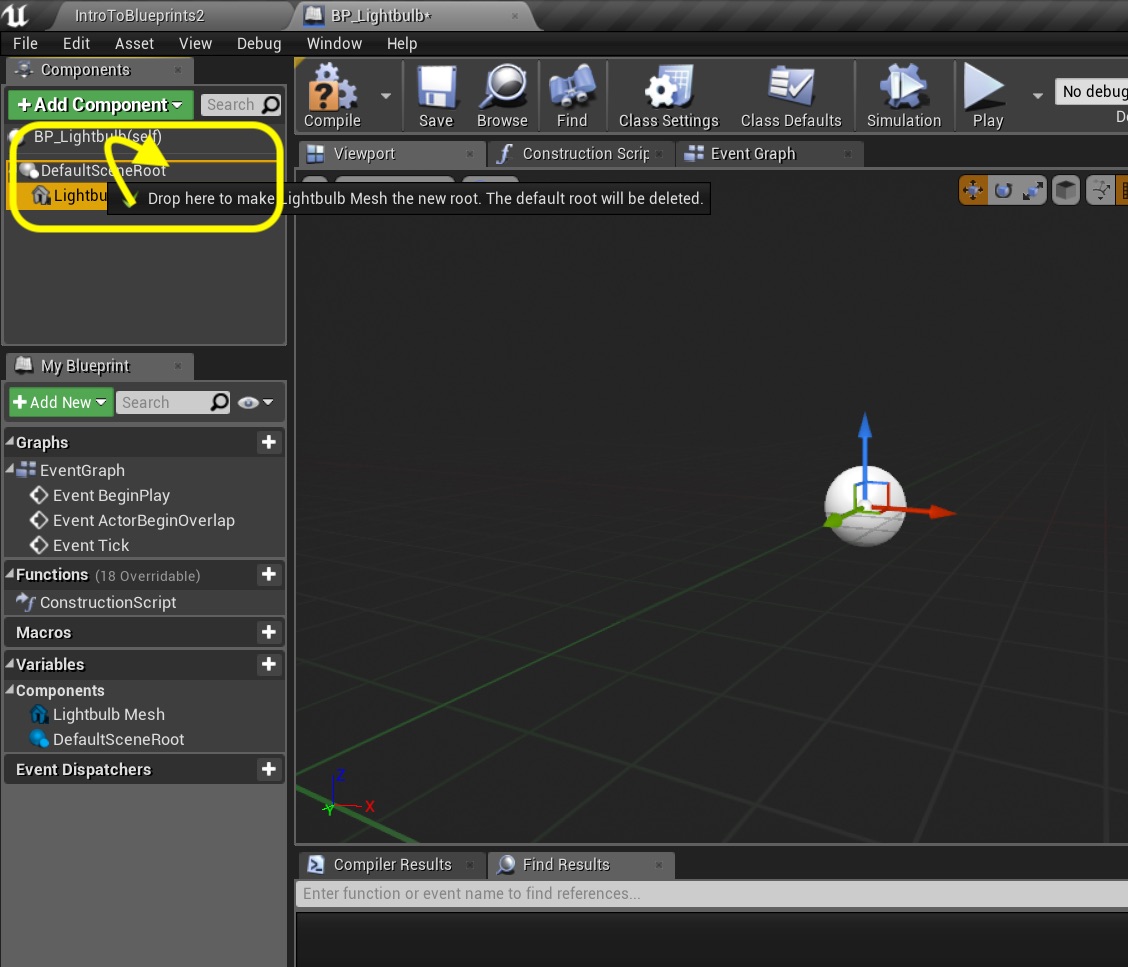 IntroToBlueprints2
BP_Lightbulb*
File Edit Asset View Debug Window Help
Components
Add Component
Search
BP_Lightbulb(self)
DefaultSceneRoot
Lightbu
Drop here to make Lightbulb Mesh the new root. The default root will be deleted.
Compile
Save
Browse
Find
Class Settings
Class Defaults
Simulation
Play
No debug
De
Viewport
Construction Scrip
Event Graph
My Blueprint
Add New
Search
Graphs
EventGraph
Event BeginPlay
Event ActorBeginOverlap
Event Tick
Functions (18 Overridable)
ConstructionScript
Macros
Variables
Components
Lightbulb Mesh
DefaultSceneRoot
Event Dispatchers
Z
X
Y
Compiler Results
Find Results
Enter function or event name to find references...